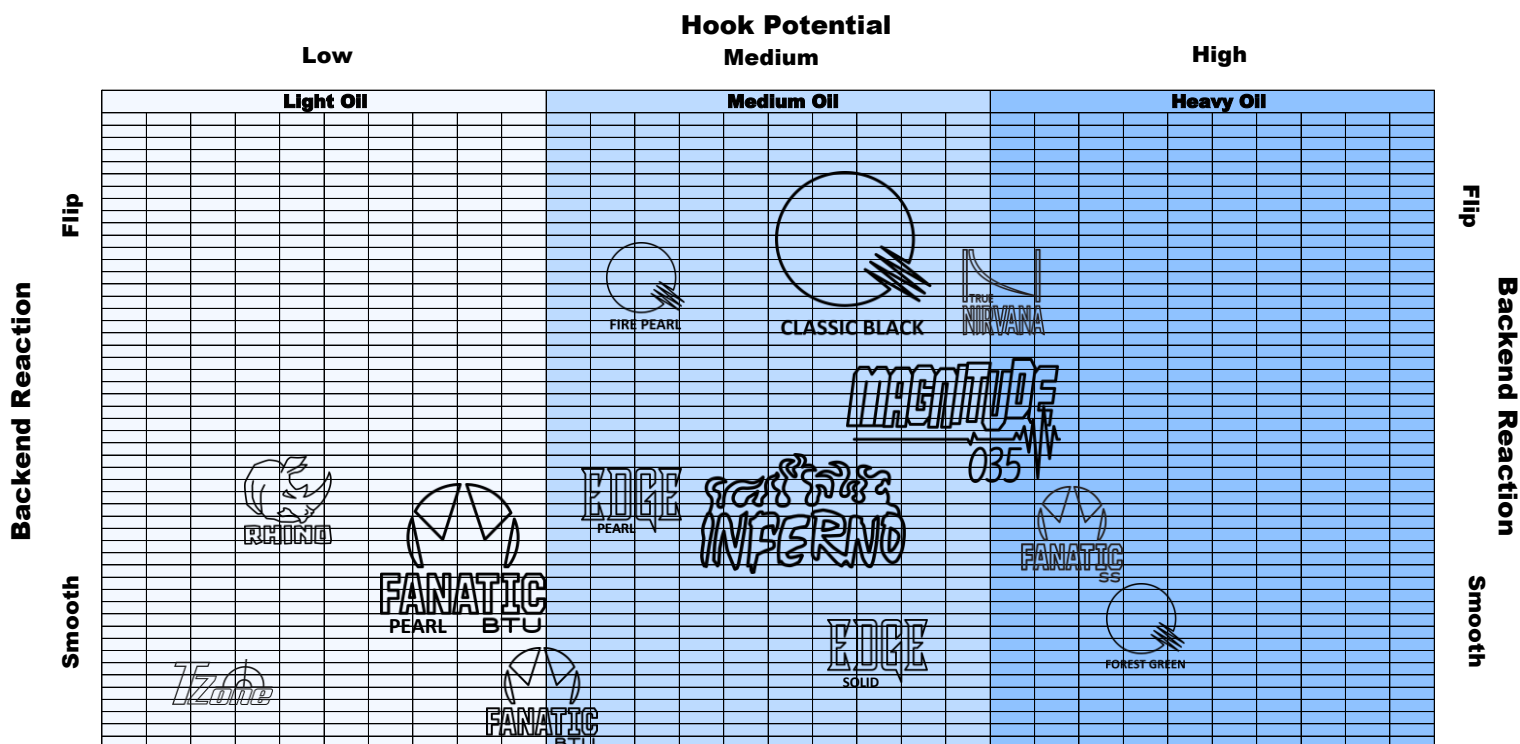 Hook Potential
Low
Medium
High
Light Oil
Medium Oil
Heavy Oil
Flip
Flip
Backend Reaction
Backend Reaction
Smooth
Smooth
FIRE PEARL
CLASSIC BLACK
TRUE
NIRVANA
MAGNITUDE
035
RHINO
FANATIC
PEARL BTU
EDGE
PEARL
INFERNO
FANATIC
SS
FOREST GREEN
EDGE
SOLID
TZone
FANATIC
BTU